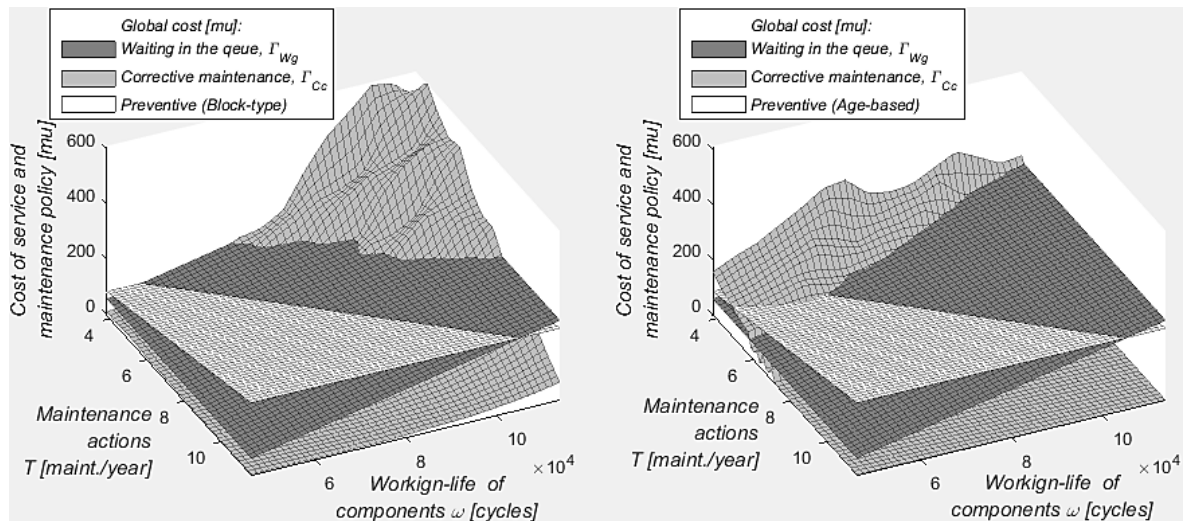 Global cost [mu]:
Waiting in the qeue, Γ_Wg
Corrective maintenance, Γ_Cc
Preventive (Block-type)
Cost of service and
maintenance policy [mu]
600
400
200
0
4
6
8
10
Maintenance
actions
T [maint./year]
6
8
10
×10⁴
Workign-life of
components ω [cycles]
Global cost [mu]:
Waiting in the qeue, Γ_Wg
Corrective maintenance, Γ_Cc
Preventive (Age-based)
Cost of service and
maintenance policy [mu]
600
400
200
0
4
6
8
10
Maintenance
actions
T [maint./year]
6
8
10
×10⁴
Workign-life of
components ω [cycles]